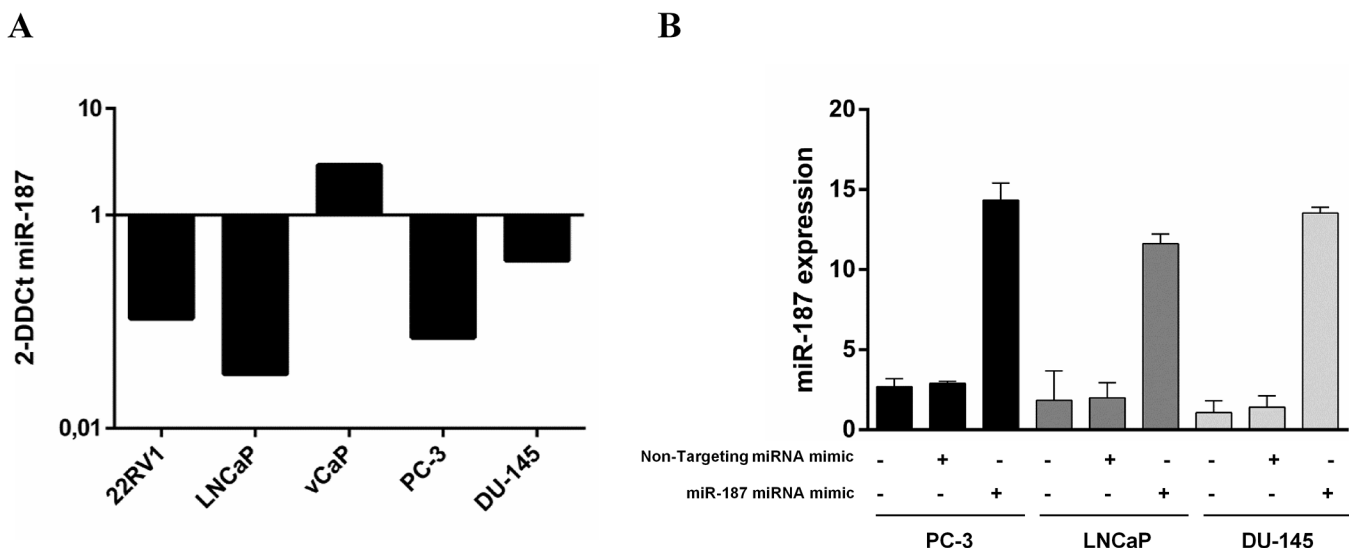 A
2-DDCt miR-187
10
1
0,01
22RV1 LNCaP vCaP PC-3 DU-145
B
miR-187 expression
20
15
10
5
0
Non-Targeting miRNA mimic - + - - + - - + -
miR-187 miRNA mimic - - + - - + - - +
PC-3 LNCaP DU-145